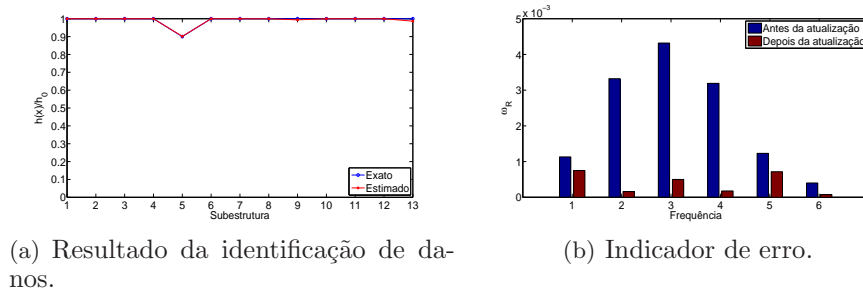 1
0.9
0.8
0.7
0.6
0.5
0.4
0.3
0.2
0.1
0
h(x)/h0
Exato
Estimado
1 2 3 4 5 6 7 8 9 10 11 12 13
Subestrutura
(a) Resultado da identificação de da-
nos.
5 x 10−3
4
3
2
1
0
ωR
Antes da atualização
Depois da atualização
1 2 3 4 5 6
Frequência
(b) Indicador de erro.